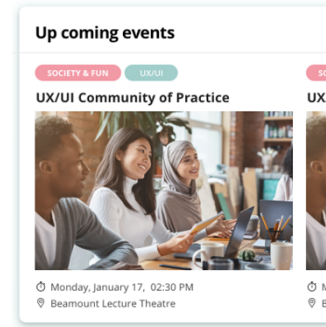 Up coming events
SOCIETY & FUN UX/UI
UX/UI Community of Practice
UX
Monday, January 17, 02:30 PM
Beamount Lecture Theatre